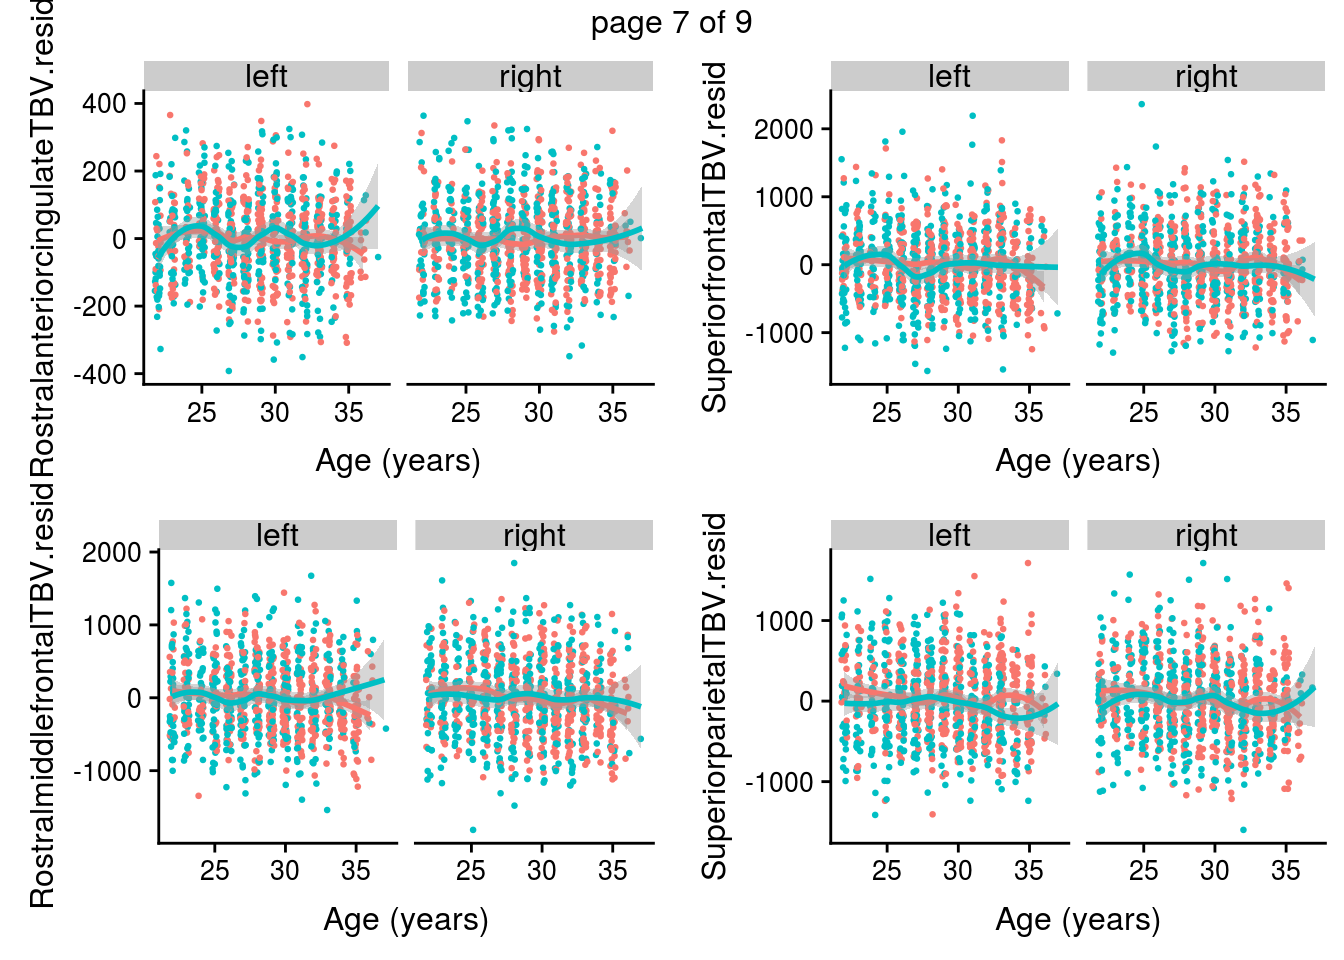 page 7 of 9
RostralanteriorcingulateTBV.resid
left
right
400
200
0
-200
-400
25
30
35
25
30
35
Age (years)
SuperiorfrontalTBV.resid
left
right
2000
1000
0
-1000
25
30
35
25
30
35
Age (years)
RostralmiddlefrontalTBV.resid
left
right
2000
1000
0
-1000
25
30
35
25
30
35
Age (years)
SuperiorparietalTBV.resid
left
right
1000
0
-1000
25
30
35
25
30
35
Age (years)